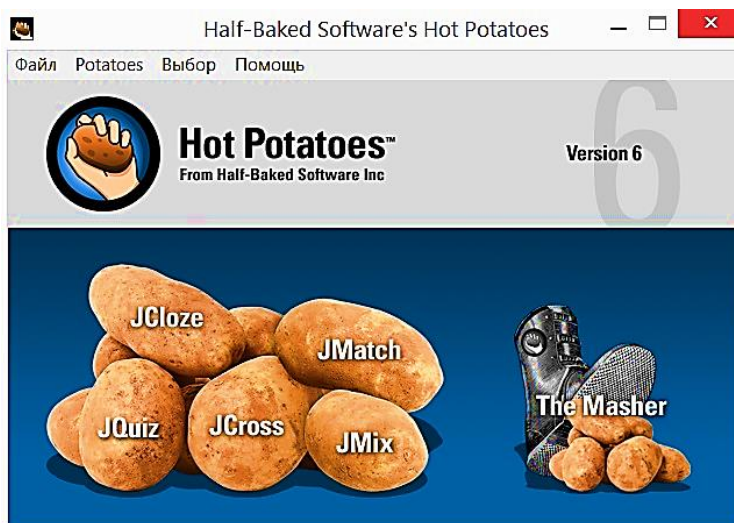 Half-Baked Software's Hot Potatoes
Файл Potatoes Выбор Помощь
Hot Potatoes™
From Half-Baked Software Inc
Version 6
6
JCloze
JMatch
JQuiz
JCross
JMix
The Masher